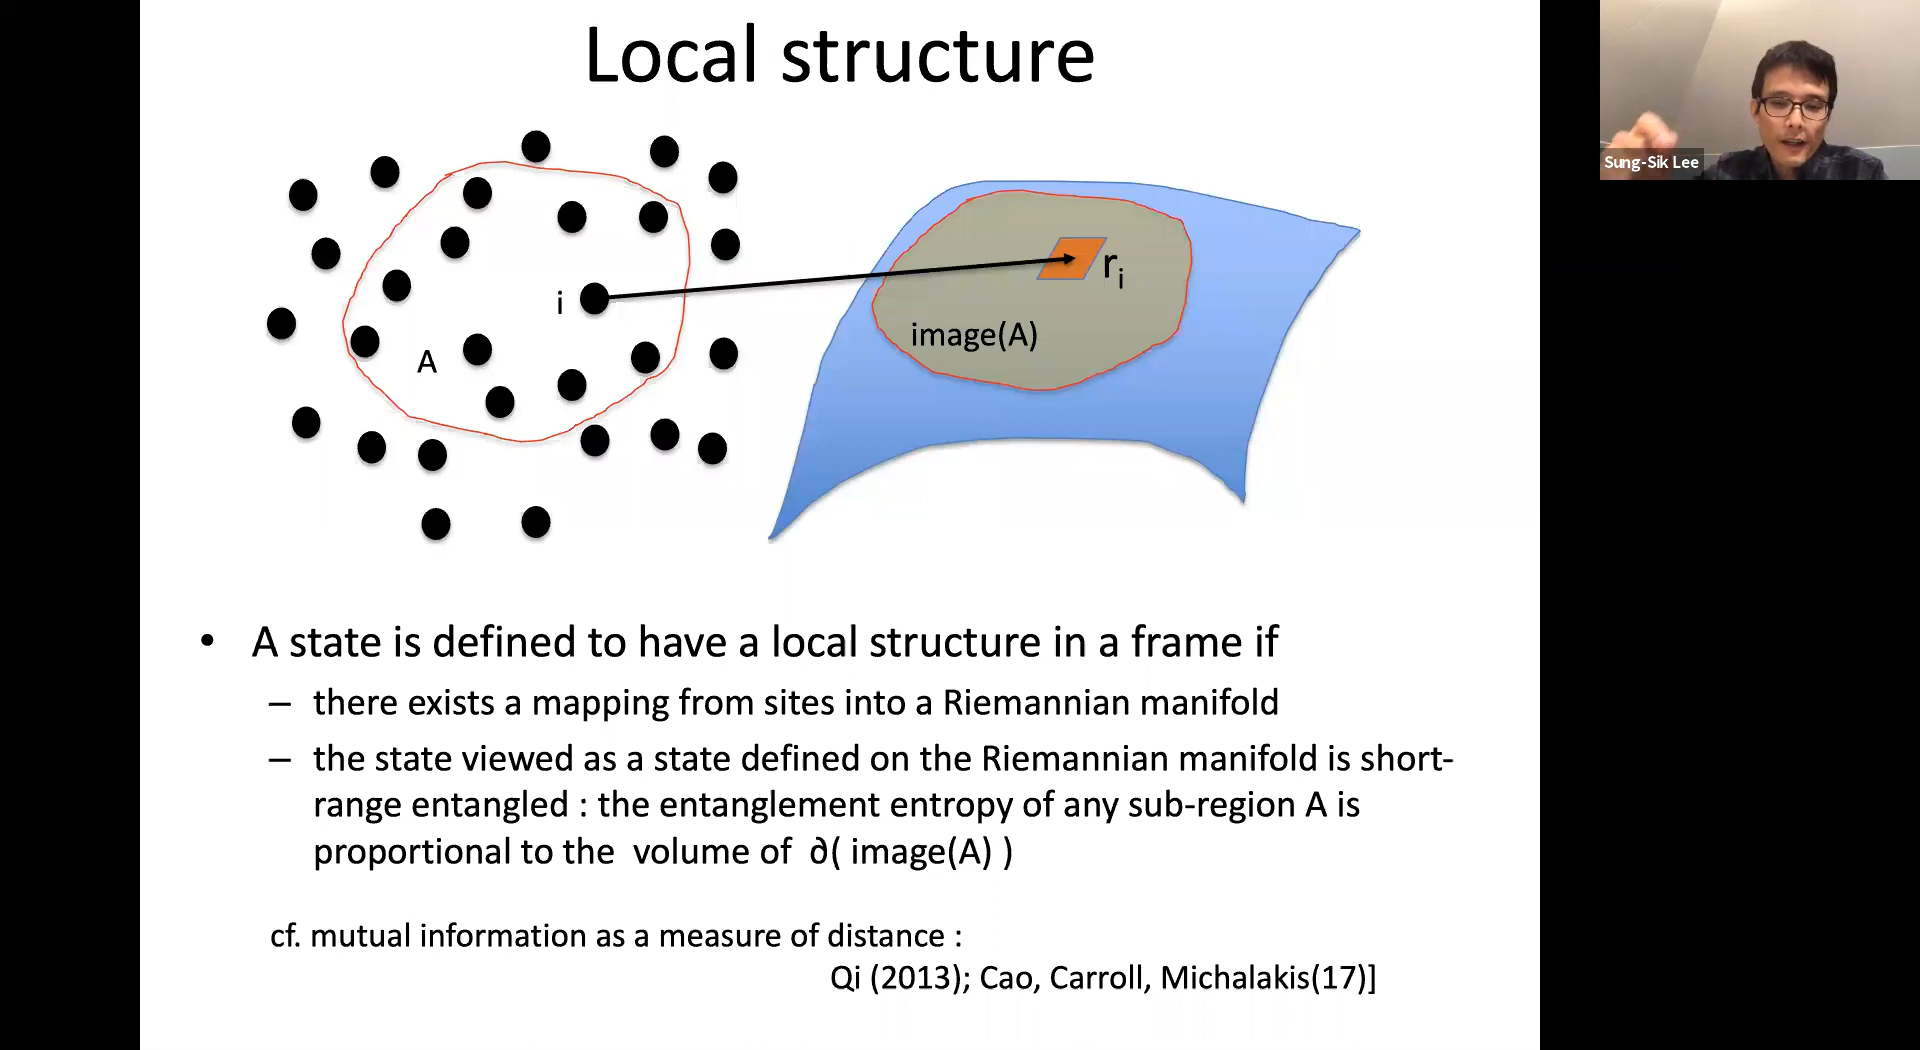 Local structure
Sung-Sik Lee
i
A
r i
image(A)
• A state is defined to have a local structure in a frame if
– there exists a mapping from sites into a Riemannian manifold
– the state viewed as a state defined on the Riemannian manifold is short-
range entangled : the entanglement entropy of any sub-region A is
proportional to the volume of ∂( image(A) )
cf. mutual information as a measure of distance :
Qi (2013); Cao, Carroll, Michalakis(17)]